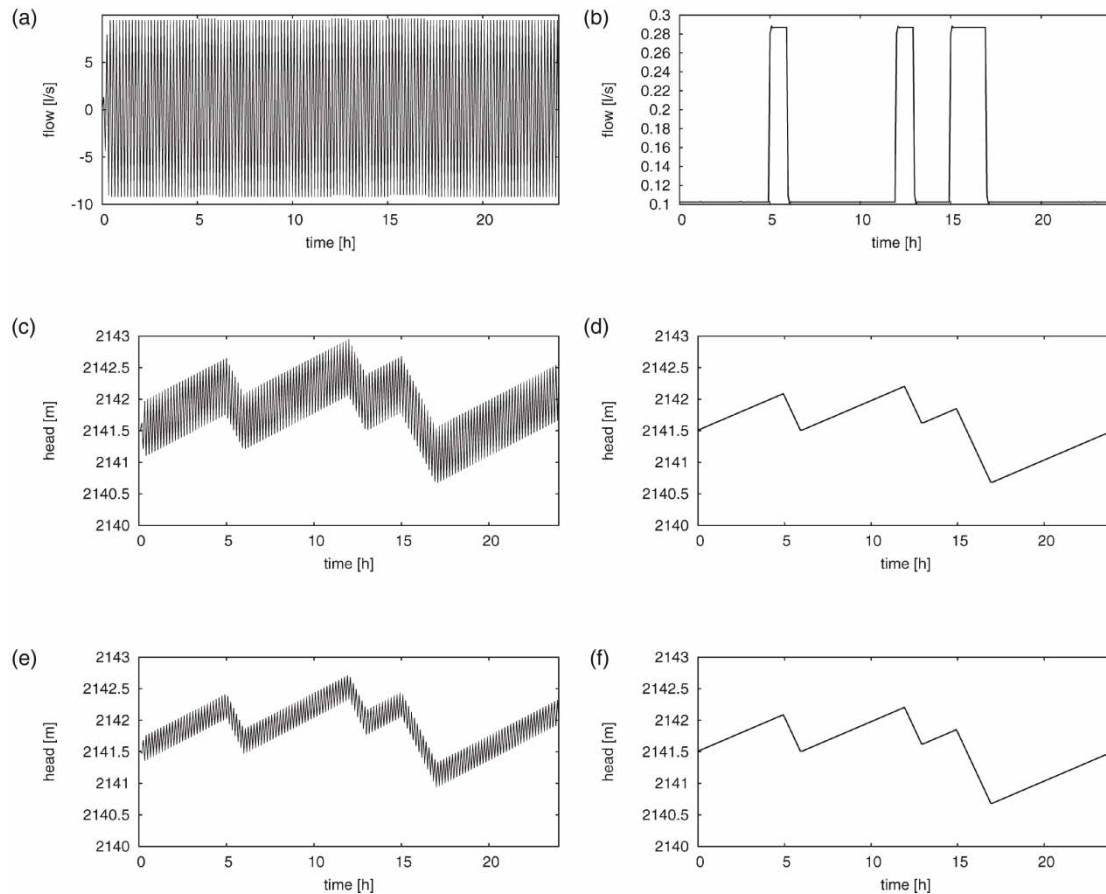 (a)
flow [l/s]
5
0
-5
-10
0 5 10 15 20
time [h]
(b)
flow [l/s]
0.3
0.28
0.26
0.24
0.22
0.2
0.18
0.16
0.14
0.12
0.1
0 5 10 15 20
time [h]
(c)
head [m]
2143
2142.5
2142
2141.5
2141
2140.5
2140
0 5 10 15 20
time [h]
(d)
head [m]
2143
2142.5
2142
2141.5
2141
2140.5
2140
0 5 10 15 20
time [h]
(e)
head [m]
2143
2142.5
2142
2141.5
2141
2140.5
2140
0 5 10 15 20
time [h]
(f)
head [m]
2143
2142.5
2142
2141.5
2141
2140.5
2140
0 5 10 15 20
time [h]